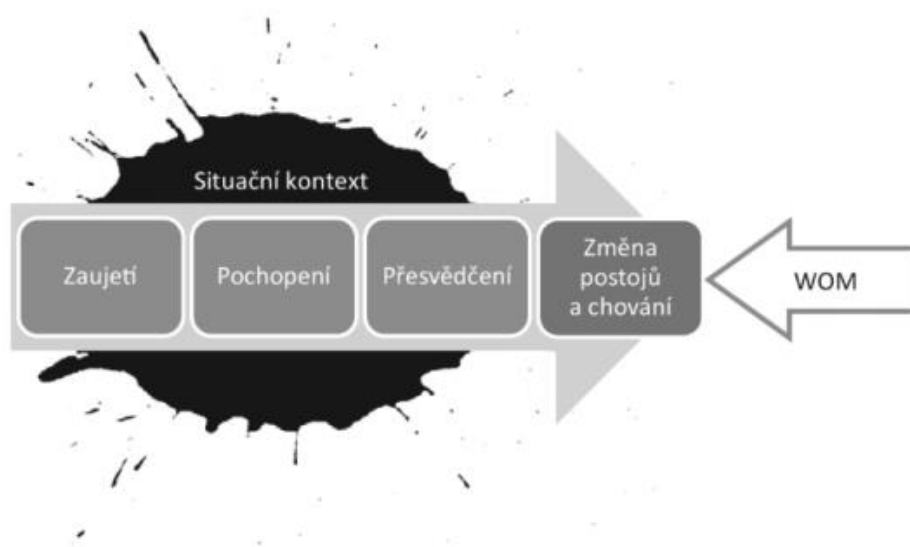 Situační kontext
Zaujetí
Pochopení
Přesvědčení
Změna
postojů
a chování
WOM